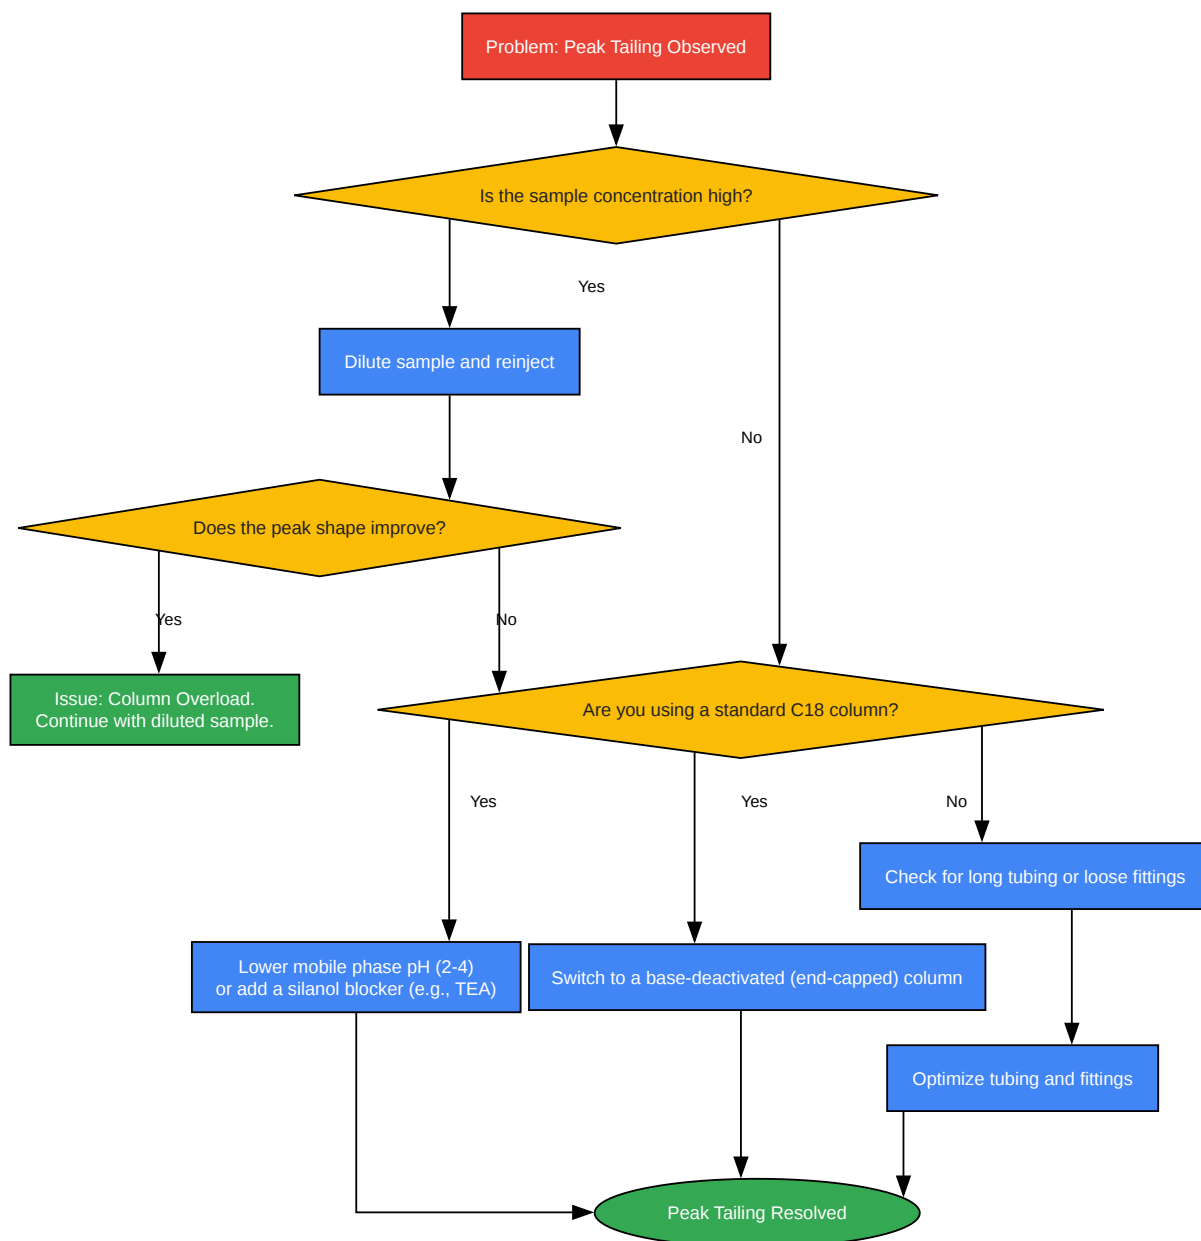 Problem: Peak Tailing Observed
Is the sample concentration high?
Yes
Dilute sample and reinject
No
Does the peak shape improve?
Yes
No
Issue: Column Overload.
Continue with diluted sample.
Are you using a standard C18 column?
Yes
Yes
No
Check for long tubing or loose fittings
Lower mobile phase pH (2-4)
or add a silanol blocker (e.g., TEA)
Switch to a base-deactivated (end-capped) column
Optimize tubing and fittings
Peak Tailing Resolved